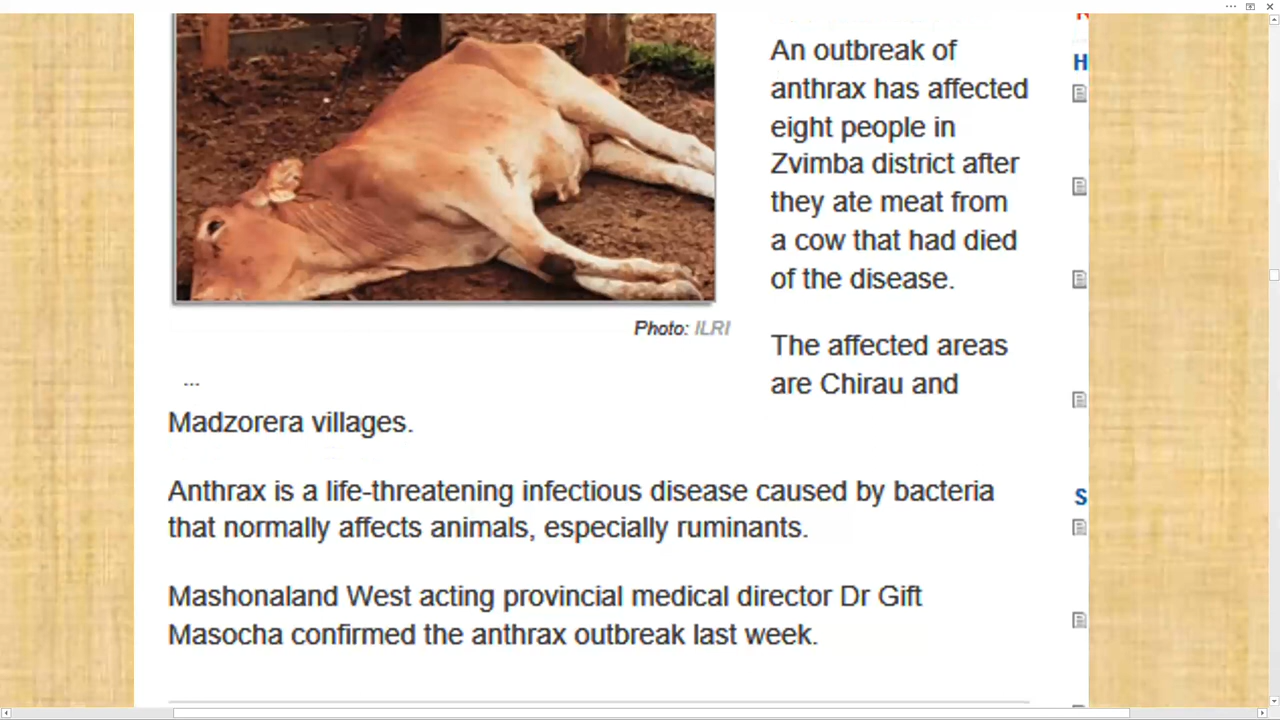 An outbreak of
anthrax has affected
eight people in
Zvimba district after
they ate meat from
a cow that had died
of the disease.
Photo: ILRI
The affected areas
are Chirau and
...
Madzorera villages.
Anthrax is a life-threatening infectious disease caused by bacteria
that normally affects animals, especially ruminants.
Mashonaland West acting provincial medical director Dr Gift
Masocha confirmed the anthrax outbreak last week.
H
S